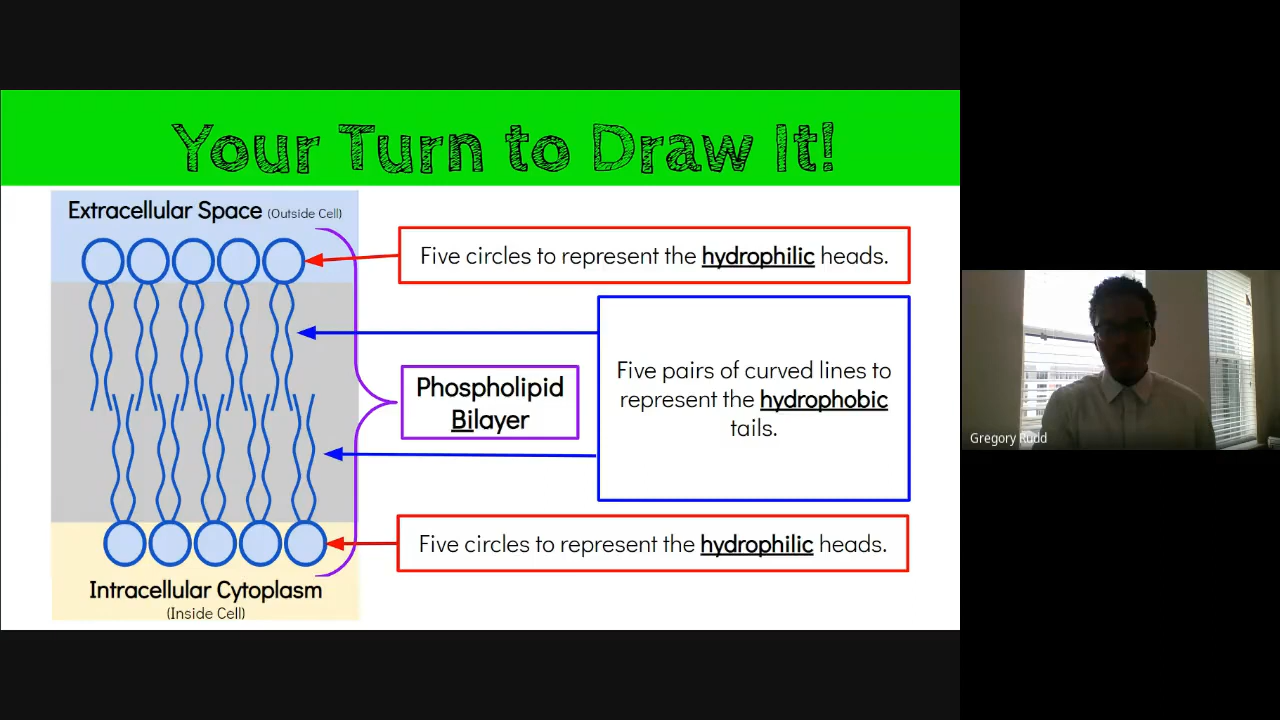 Your Turn to Draw It!
Extracellular Space (Outside Cell)
Five circles to represent the hydrophilic heads.
Five pairs of curved lines to
represent the hydrophobic
tails.
Phospholipid
Bilayer
Five circles to represent the hydrophilic heads.
Intracellular Cytoplasm
(Inside Cell)
Gregory Rudd